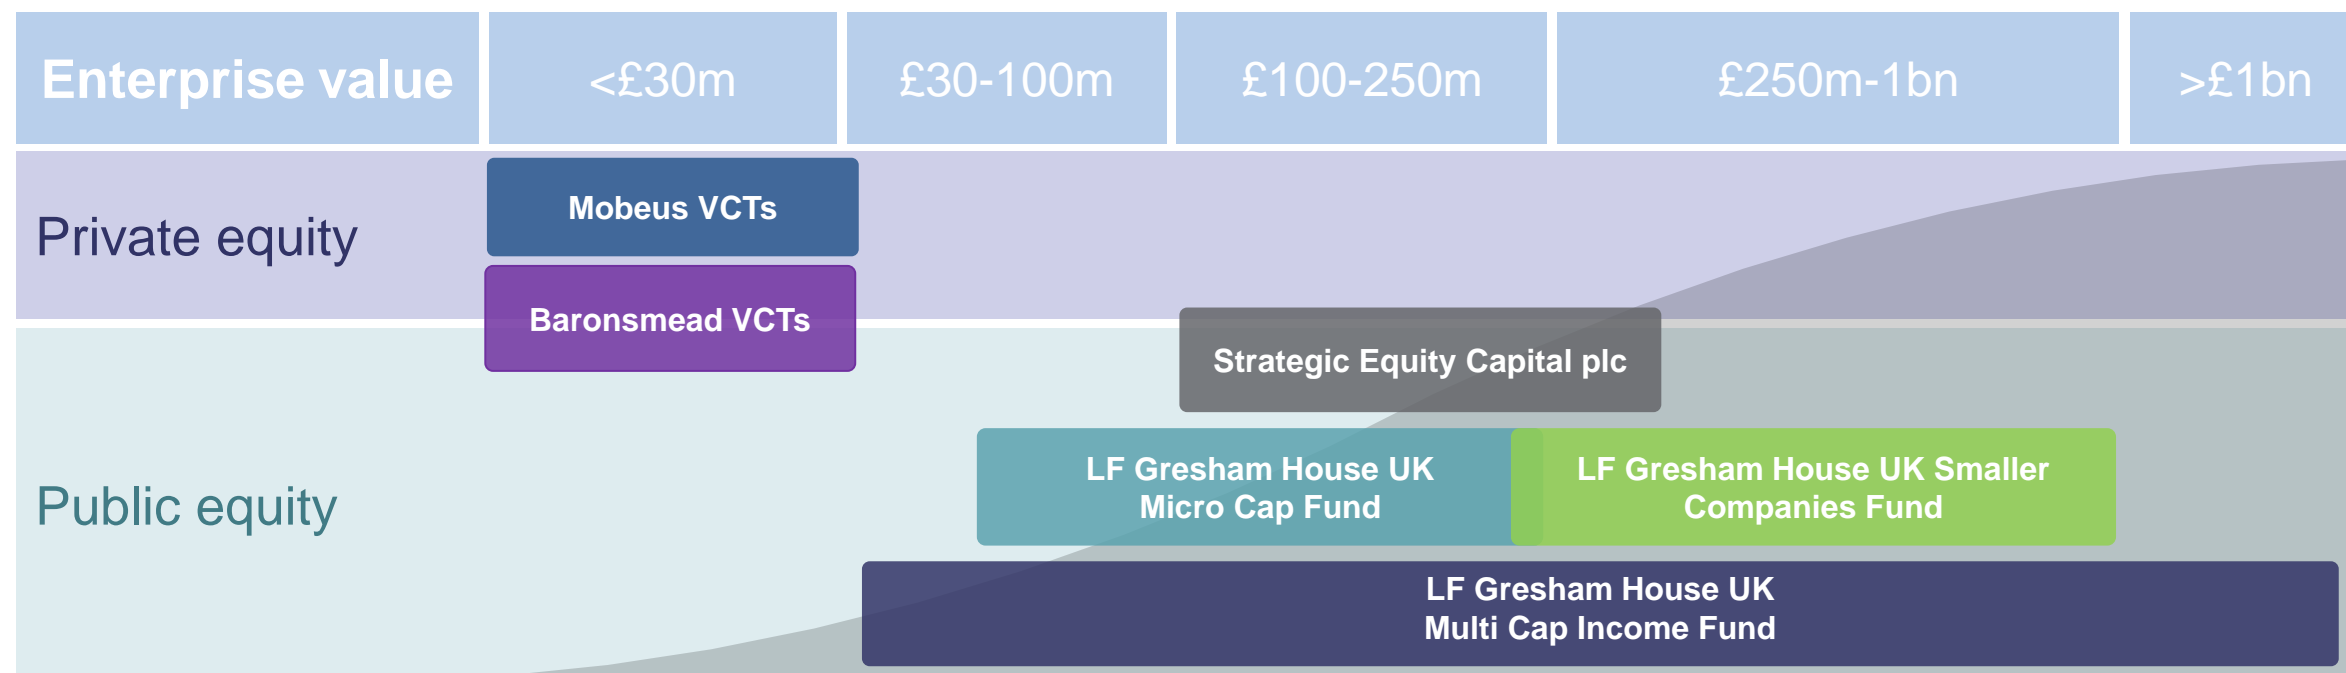 Enterprise value
<£30m
£30-100m
£100-250m
£250m-1bn
>£1bn
Private equity
Mobeus VCTs
Baronsmead VCTs
Strategic Equity Capital plc
Public equity
LF Gresham House UK
Micro Cap Fund
LF Gresham House UK Smaller
Companies Fund
LF Gresham House UK
Multi Cap Income Fund